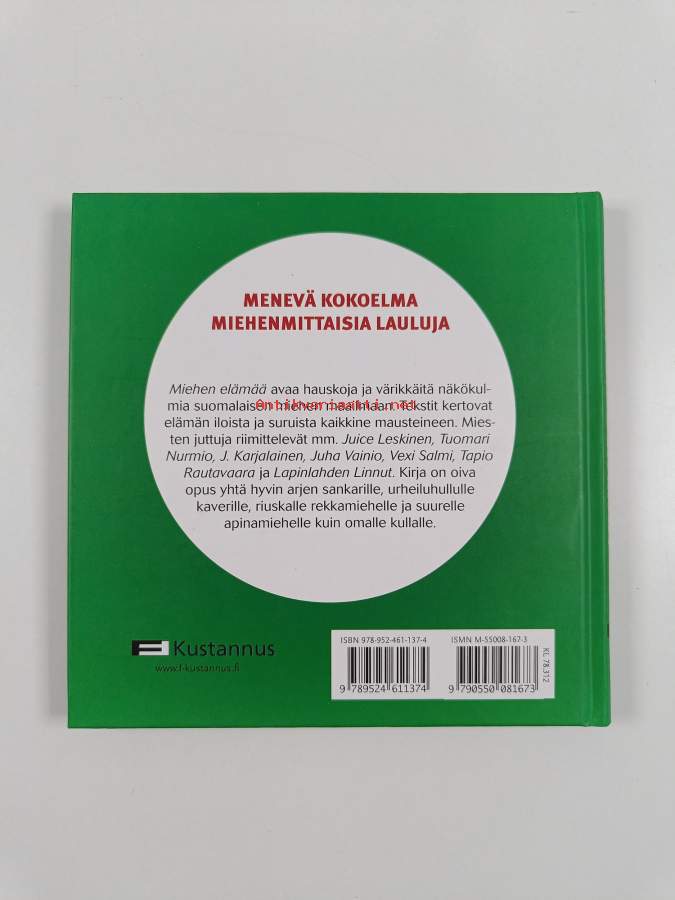 MENEVÄ KOKOELMA
MIEHENMITTAISIA LAULUJA
Miehen elämää avaa hauskoja ja värikkäitä näkökul-
mia suomalaisen miehen maailmaan. Tekstit kertovat
Antikvariaatti.net
elämän iloista ja suruista kaikkine mausteineen. Mies-
ten juttuja riimittelevät mm. Juice Leskinen, Tuomari
Nurmio, J. Karjalainen, Juha Vainio, Vexi Salmi, Tapio
Rautavaara ja Lapinlahden Linnut. Kirja on oiva
opus yhtä hyvin arjen sankarille, urheiluhullulle
kaverille, riuskalle rekkamiehelle ja suurelle
apinamiehelle kuin omalle kullalle.
F Kustannus
www.f-kustannus.fi
ISBN 978-952-461-137-4
9 789524 611374
ISMN M-55008-167-3
9 790550 081673
KL 78.312